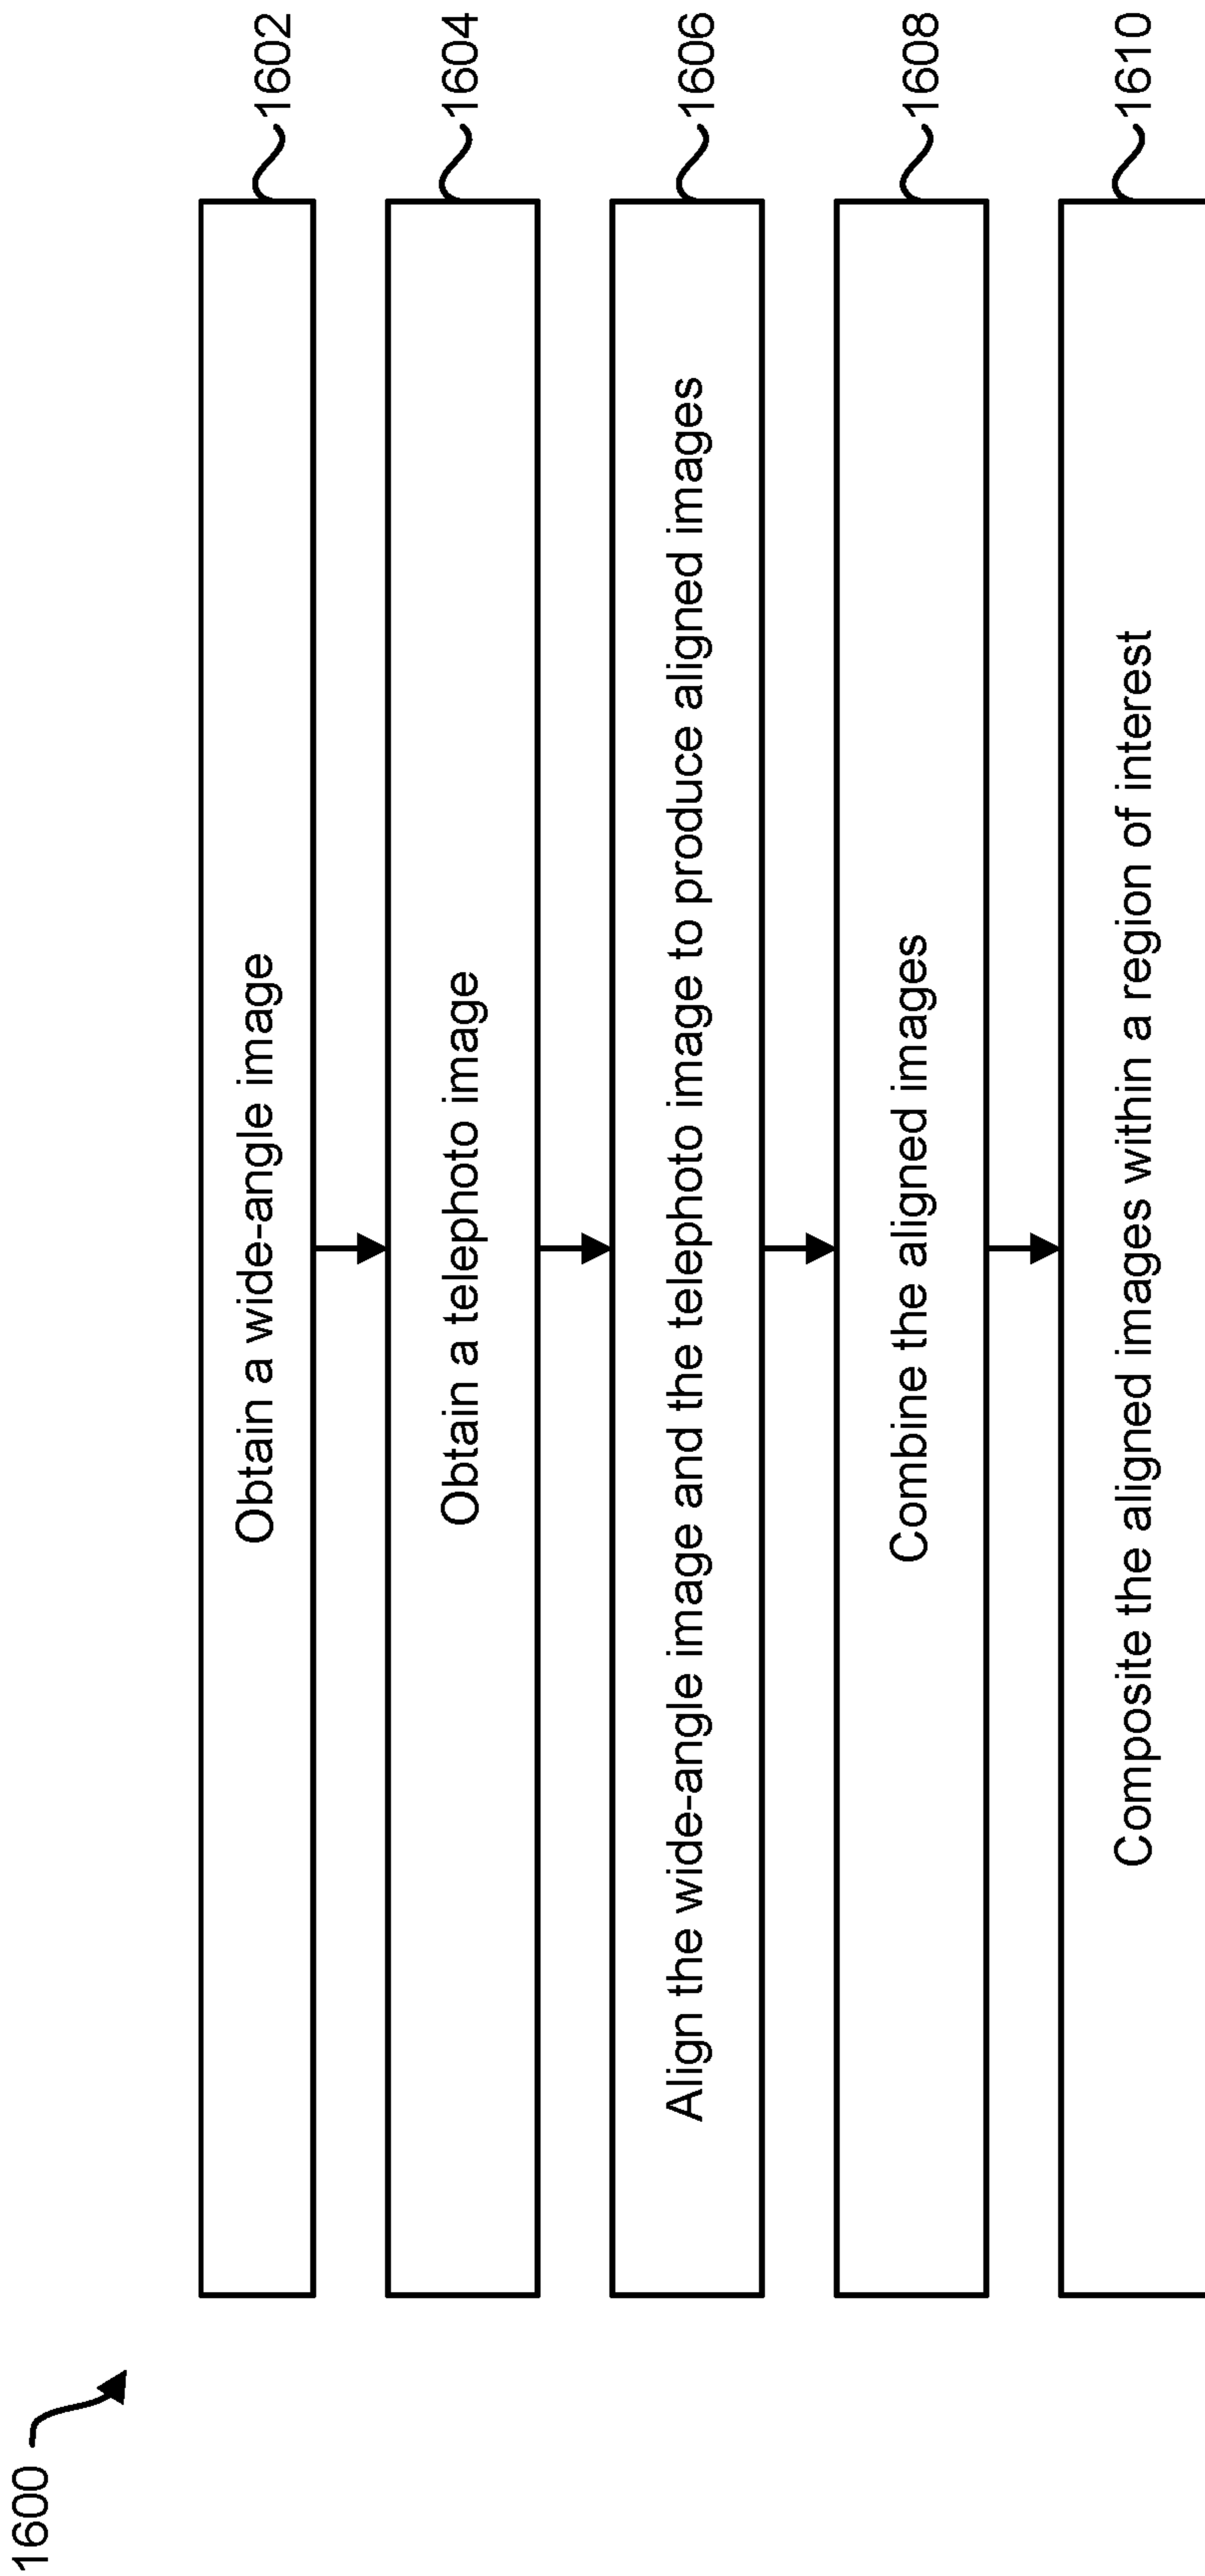 1600
Obtain a wide-angle image
1602
Obtain a telephoto image
1604
Align the wide-angle image and the telephoto image to produce aligned images
1606
Combine the aligned images
1608
Composite the aligned images within a region of interest
1610